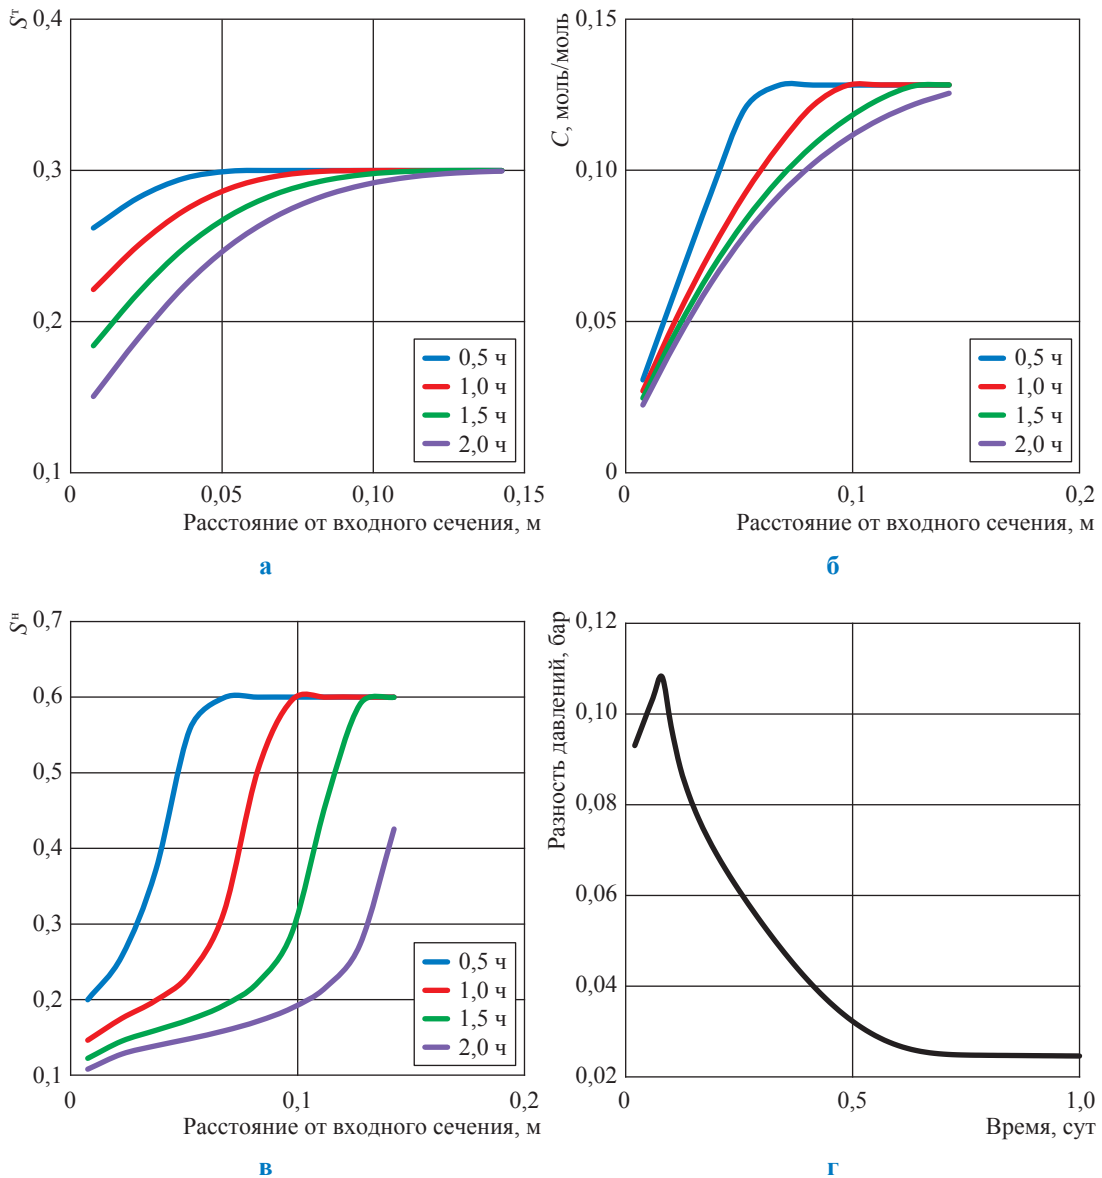 Sᵀ
0,4
0,3
0,2
0,1
0
0,05
0,10
0,15
0,5 ч
1,0 ч
1,5 ч
2,0 ч
Расстояние от входного сечения, м
а
C, моль/моль
0,15
0,10
0,05
0
0
0,1
0,2
0,5 ч
1,0 ч
1,5 ч
2,0 ч
Расстояние от входного сечения, м
б
Sᴴ
0,7
0,6
0,5
0,4
0,3
0,2
0,1
0
0,1
0,2
0,5 ч
1,0 ч
1,5 ч
2,0 ч
Расстояние от входного сечения, м
в
Разность давлений, бар
0,12
0,10
0,08
0,06
0,04
0,02
0
0,5
1,0
Время, сут
г